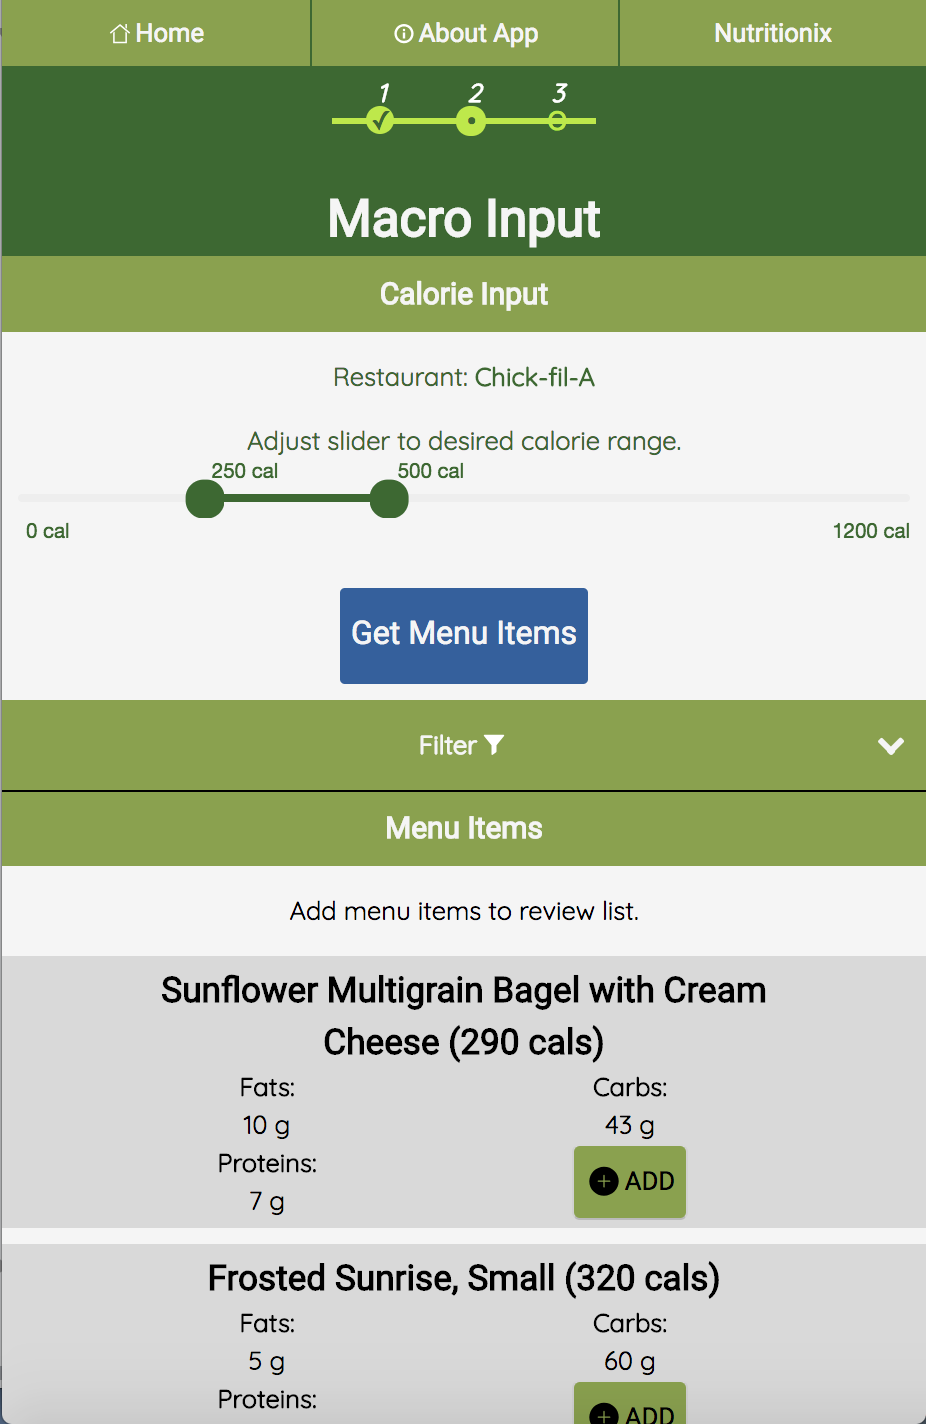 Home
About App
Nutritionix
1 2 3
Macro Input
Calorie Input
Restaurant: Chick-fil-A
Adjust slider to desired calorie range.
250 cal 500 cal
0 cal 1200 cal
Get Menu Items
Filter
Menu Items
Add menu items to review list.
Sunflower Multigrain Bagel with Cream
Cheese (290 cals)
Fats: Carbs:
10 g 43 g
Proteins:
7 g
ADD
Frosted Sunrise, Small (320 cals)
Fats: Carbs:
5 g 60 g
Proteins:
ADD